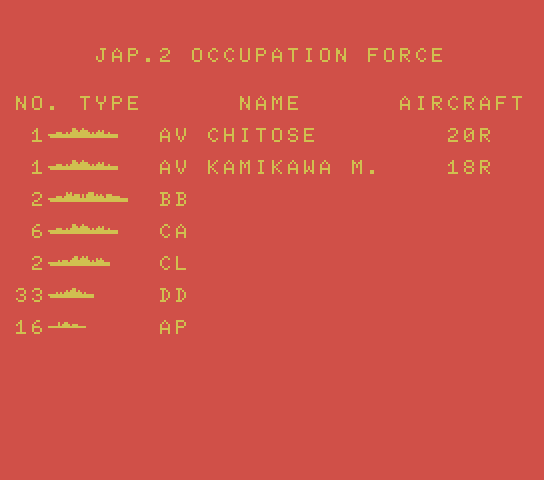 JAP.2 OCCUPATION FORCE
NO. TYPE NAME AIRCRAFT
1 AV CHITOSE 20R
1 AV KAMIKAWA M. 18R
2 BB
6 CA
2 CL
33 DD
16 AP